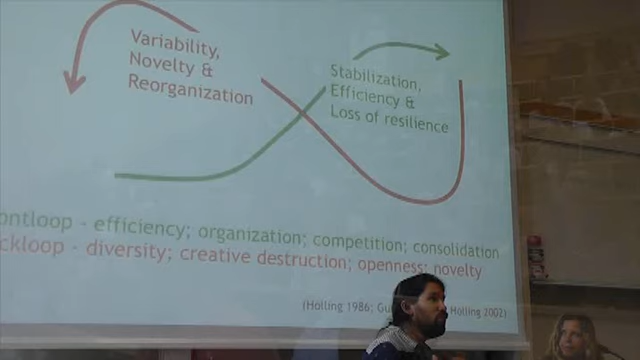 Variability,
Novelty &
Reorganization
Stabilization,
Efficiency &
Loss of resilience
ontloop - efficiency; organization; competition; consolidation
ckloop - diversity; creative destruction; openness; novelty
(Holling 1986; Gu Holling 2002)